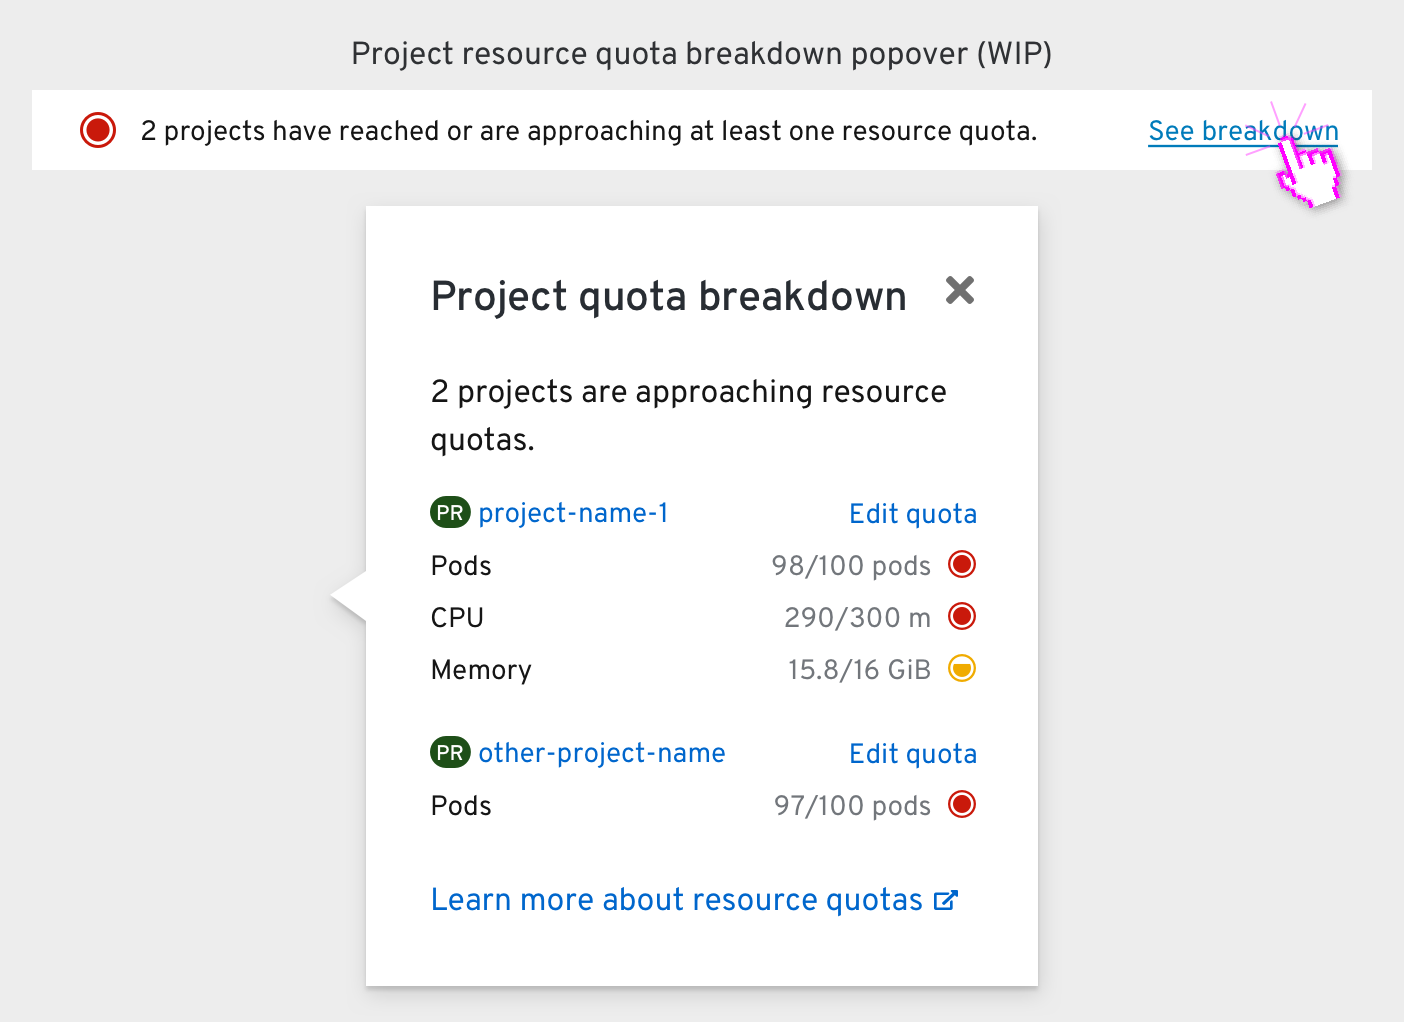 Project resource quota breakdown popover (WIP)
2 projects have reached or are approaching at least one resource quota. See breakdown
Project quota breakdown
2 projects are approaching resource
quotas.
PR project-name-1 Edit quota
Pods 98/100 pods
CPU 290/300 m
Memory 15.8/16 GiB
PR other-project-name Edit quota
Pods 97/100 pods
Learn more about resource quotas